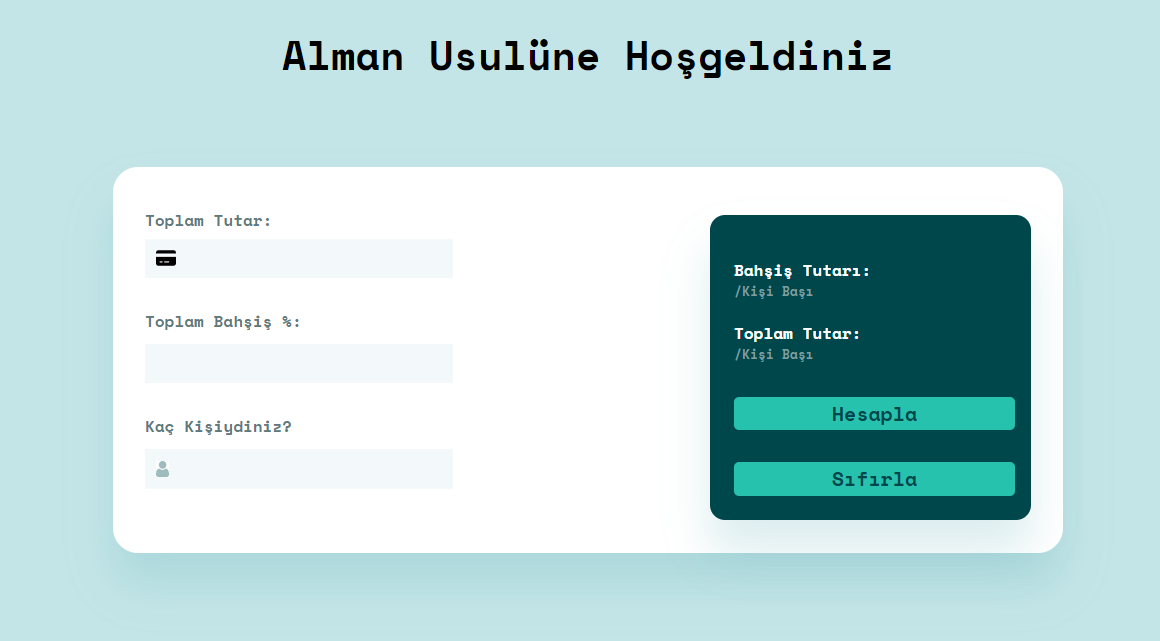 Alman Usulüne Hoşgeldiniz
Toplam Tutar:
Toplam Bahşiş %:
Kaç Kişiydiniz?
Bahşiş Tutarı:
/Kişi Başı
Toplam Tutar:
/Kişi Başı
Hesapla
Sıfırla